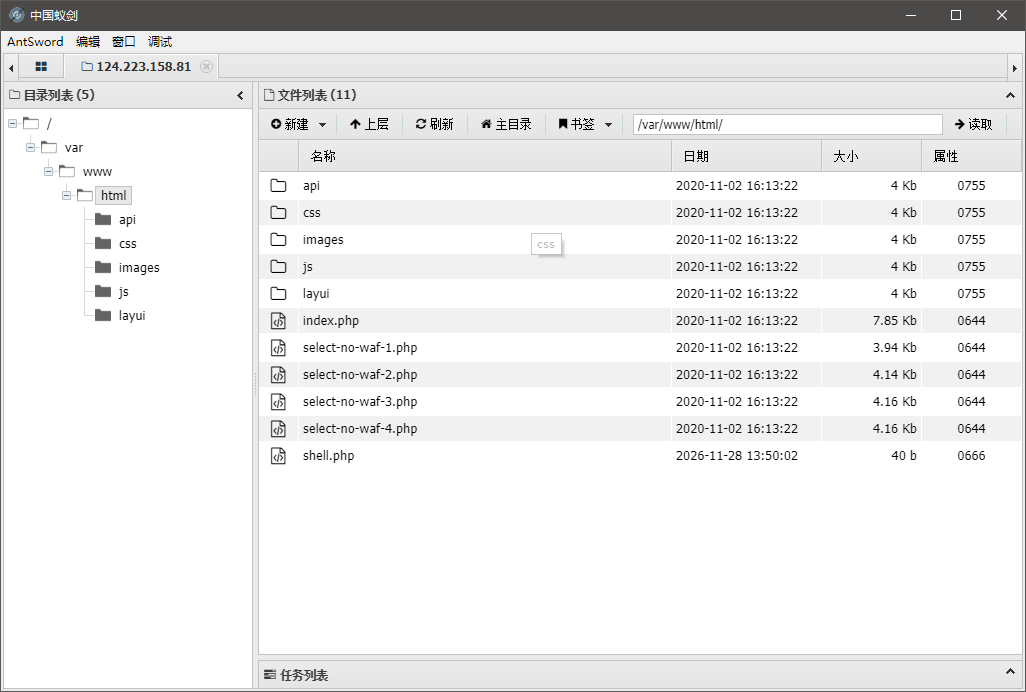 中国蚁剑
AntSword 编辑 窗口 调试
124.223.158.81
目录列表 (5)
/
var
www
html
api
css
images
js
layui
文件列表 (11)
新建 上层 刷新 主目录 书签 /var/www/html/ 读取
名称 日期 大小 属性
api 2020-11-02 16:13:22 4 Kb 0755
css 2020-11-02 16:13:22 4 Kb 0755
images 2020-11-02 16:13:22 4 Kb 0755
css
js 2020-11-02 16:13:22 4 Kb 0755
layui 2020-11-02 16:13:22 4 Kb 0755
index.php 2020-11-02 16:13:22 7.85 Kb 0644
select-no-waf-1.php 2020-11-02 16:13:22 3.94 Kb 0644
select-no-waf-2.php 2020-11-02 16:13:22 4.14 Kb 0644
select-no-waf-3.php 2020-11-02 16:13:22 4.16 Kb 0644
select-no-waf-4.php 2020-11-02 16:13:22 4.16 Kb 0644
shell.php 2026-11-28 13:50:02 40 b 0666
任务列表